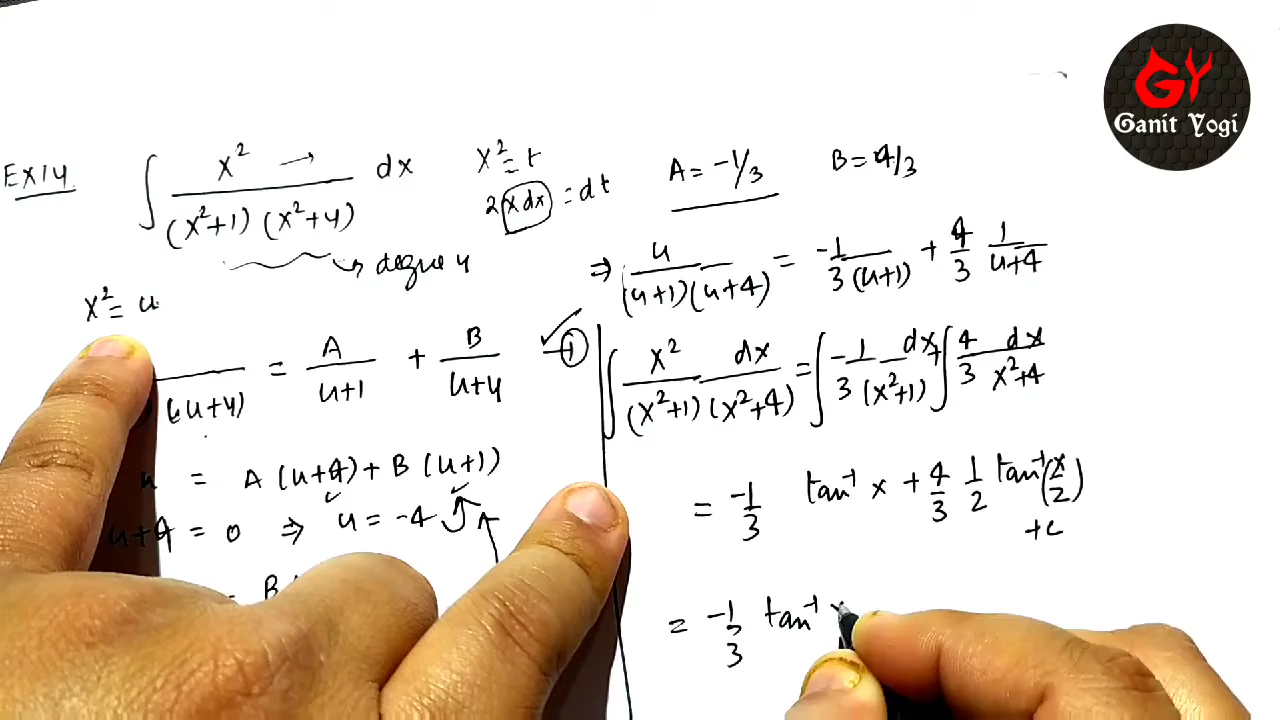 GY
Ganit Yogi
EX14 ∫ x² → / (x²+1) (x²+4) dx
degree 4
x² = t
2 x dx = dt
A = -1/3 B = 4/3
x² = u
(u+4) = A / u+1 + B / u+4 — ①
u = A (u+4) + B (u+1)
u+4 = 0 ⇒ u = -4
= B
⇒ u / (u+1)(u+4) = -1 / 3(u+1) + 4/3 1/u+4
∫ x² dx / (x²+1)(x²+4) = ∫ -1 dx / 3 (x²+1) + ∫ 4/3 dx / x²+4
= -1/3 tan⁻¹ x + 4/3 1/2 tan⁻¹ (x/2)
+c
= -1/3 tan⁻¹